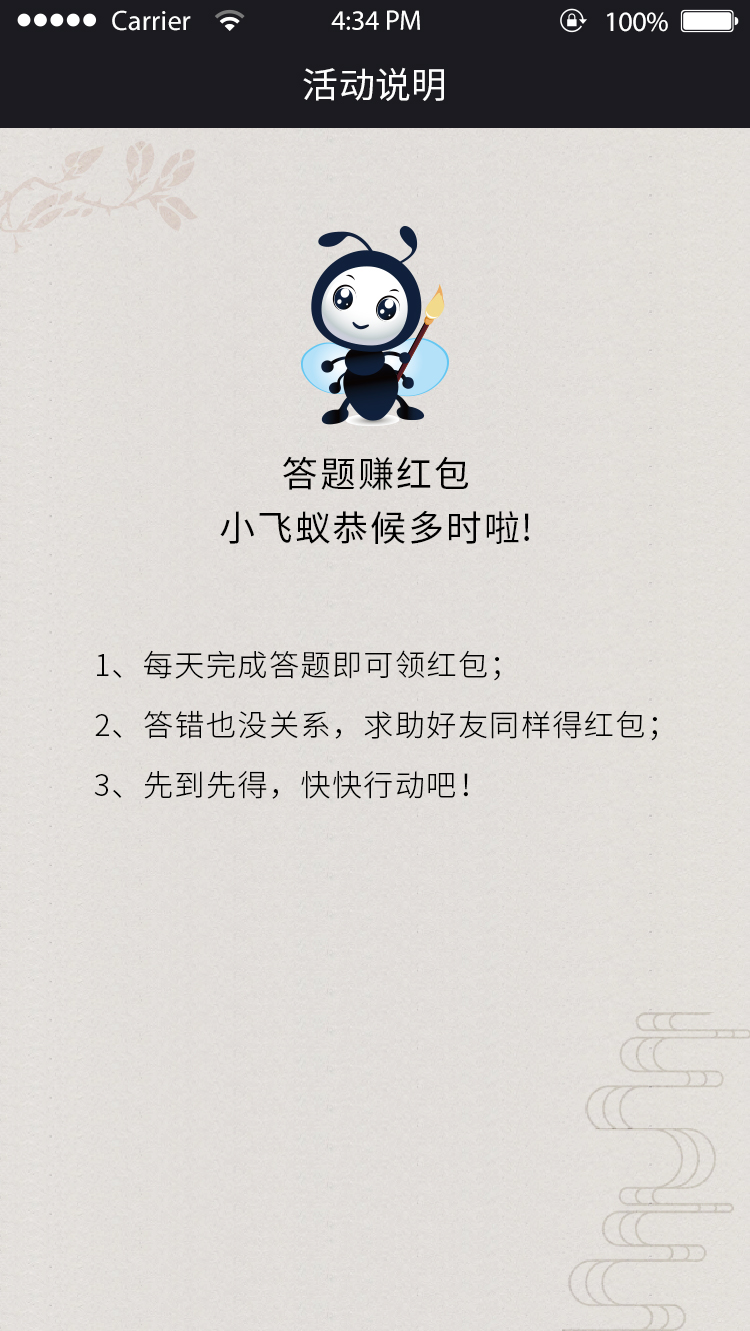 Carrier 4:34 PM 100%
活动说明
答题赚红包
小飞蚁恭候多时啦!
1、每天完成答题即可领红包；
2、答错也没关系，求助好友同样得红包；
3、先到先得，快快行动吧！